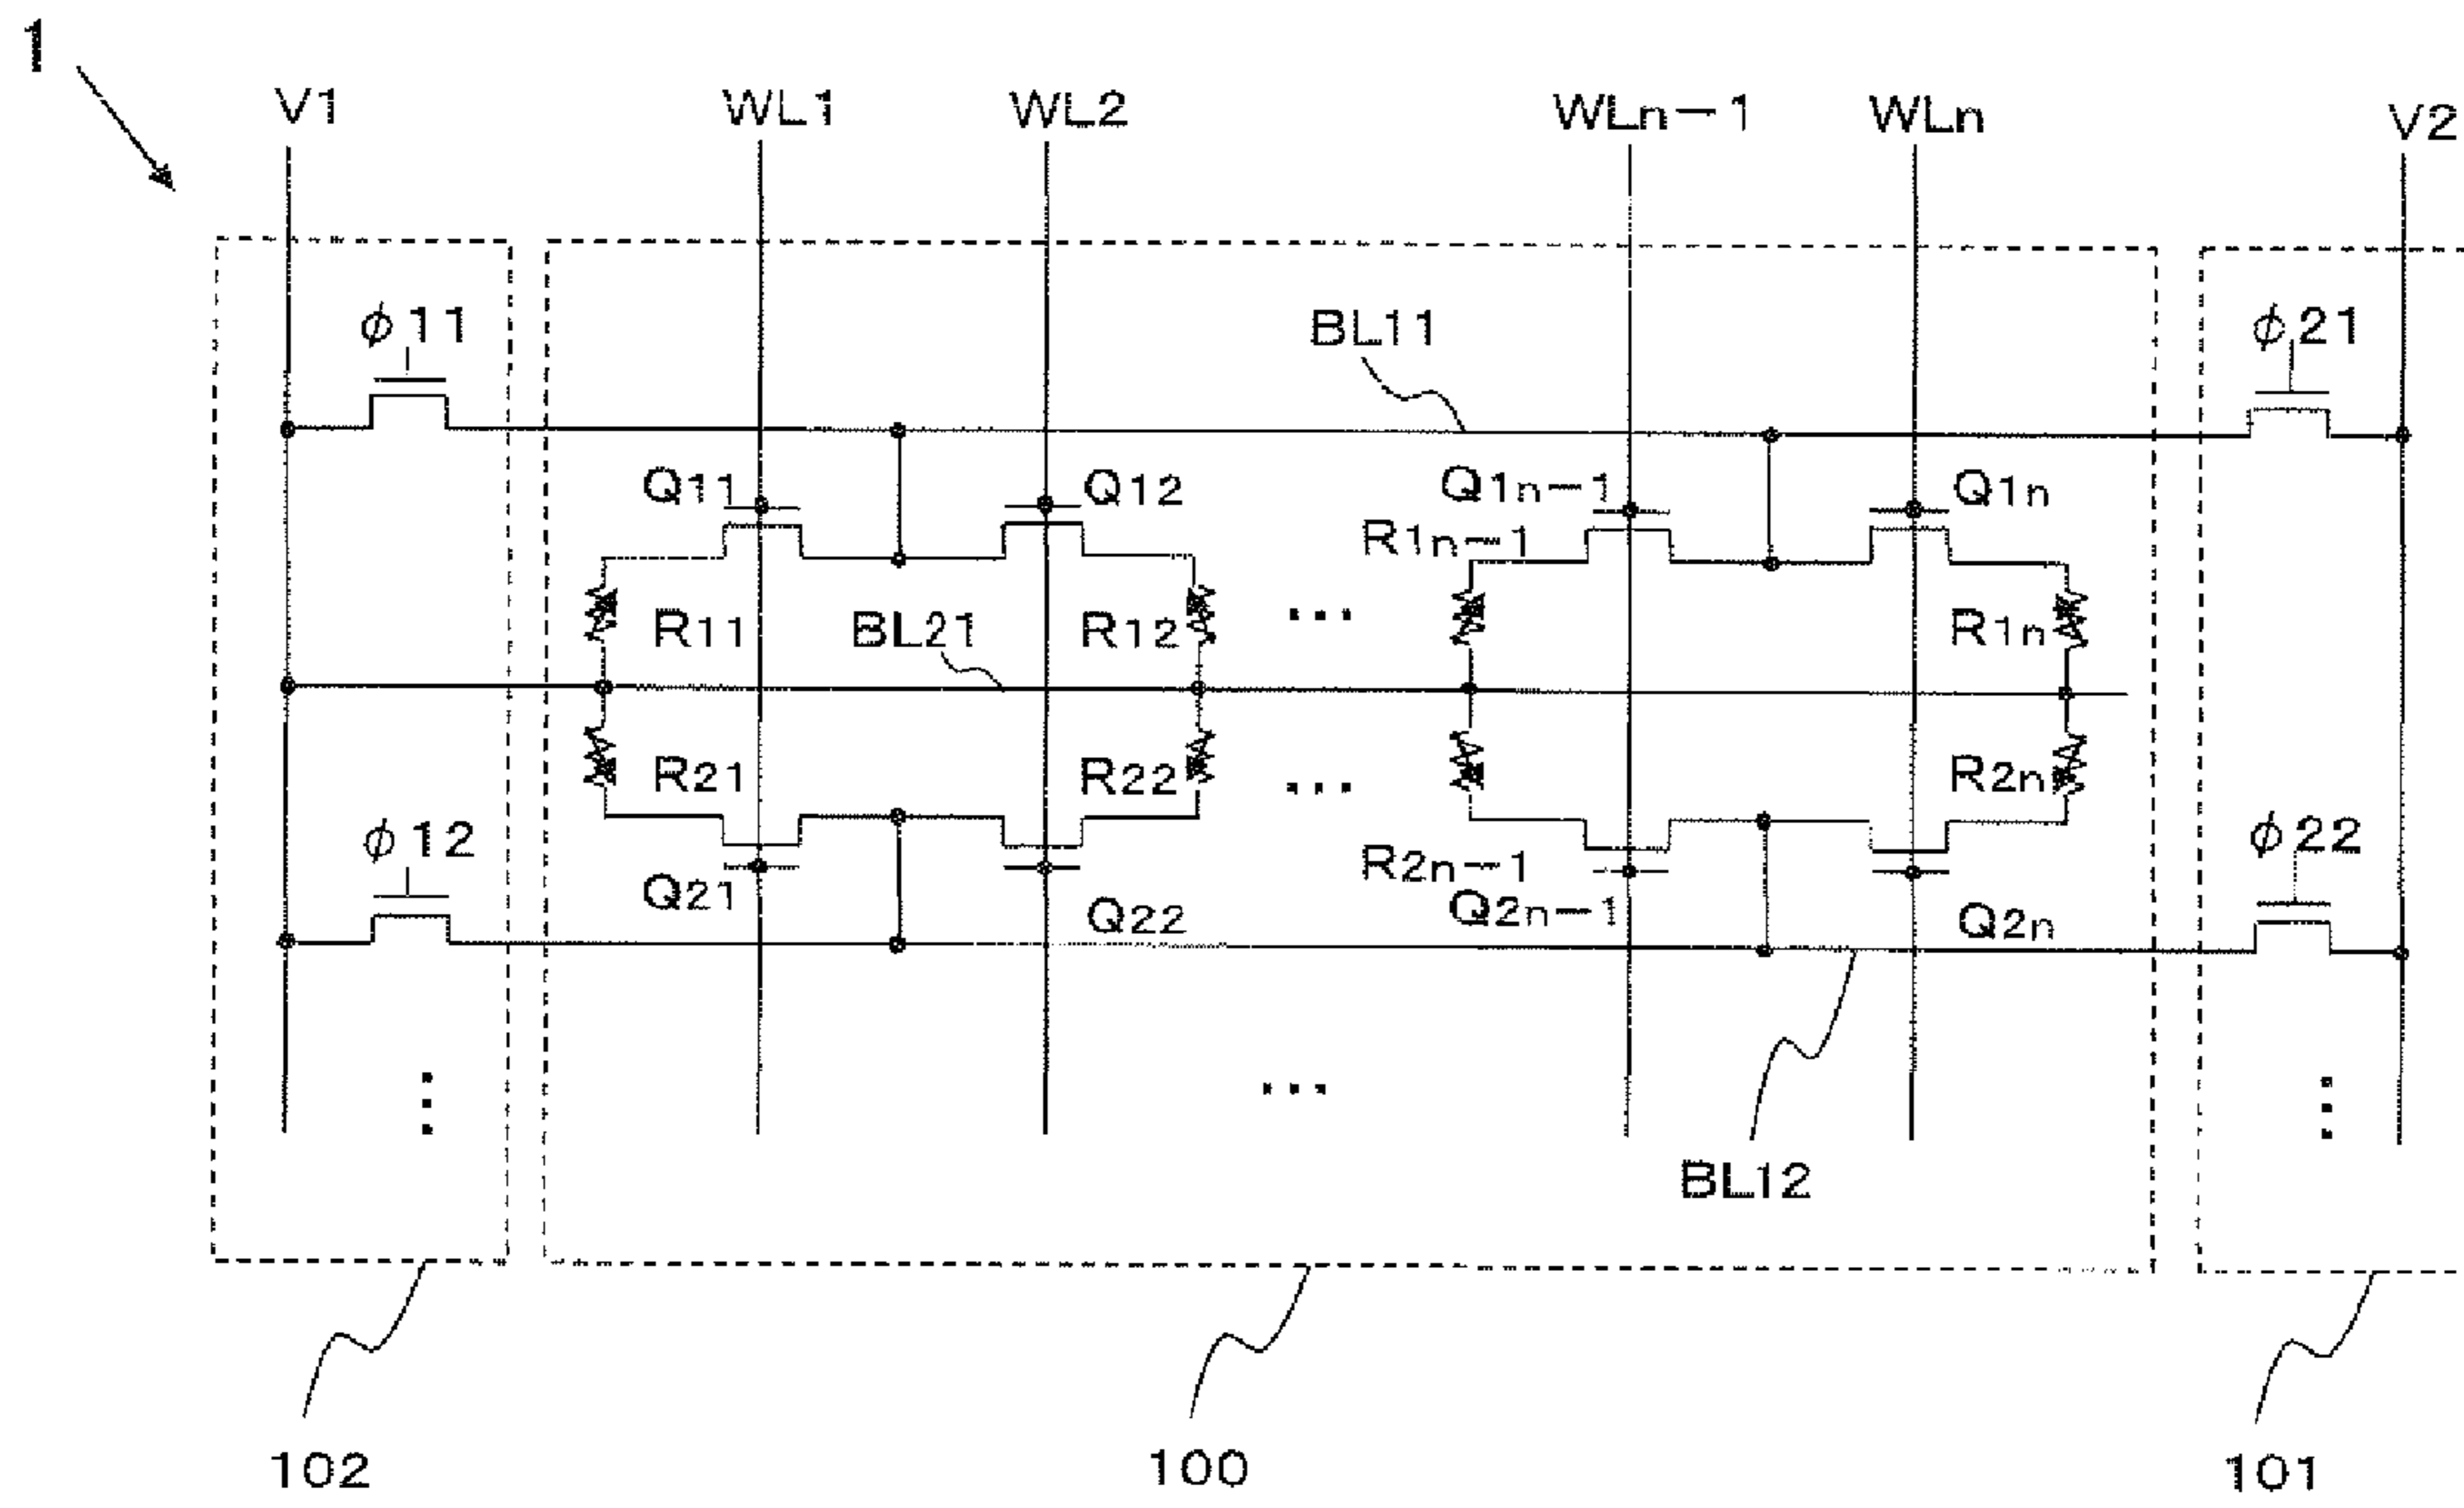 1
V1 WL1 WL2 WLn-1 WLn V2
ϕ11 BL11 ϕ21
Q11 Q12 Q1n-1 Q1n
R1n-1
R11 BL21 R12 ... R1n
R21 R22 ... R2n
ϕ12 R2n-1 ϕ22
Q21 Q22 Q2n-1 Q2n
...
BL12
102 100 101